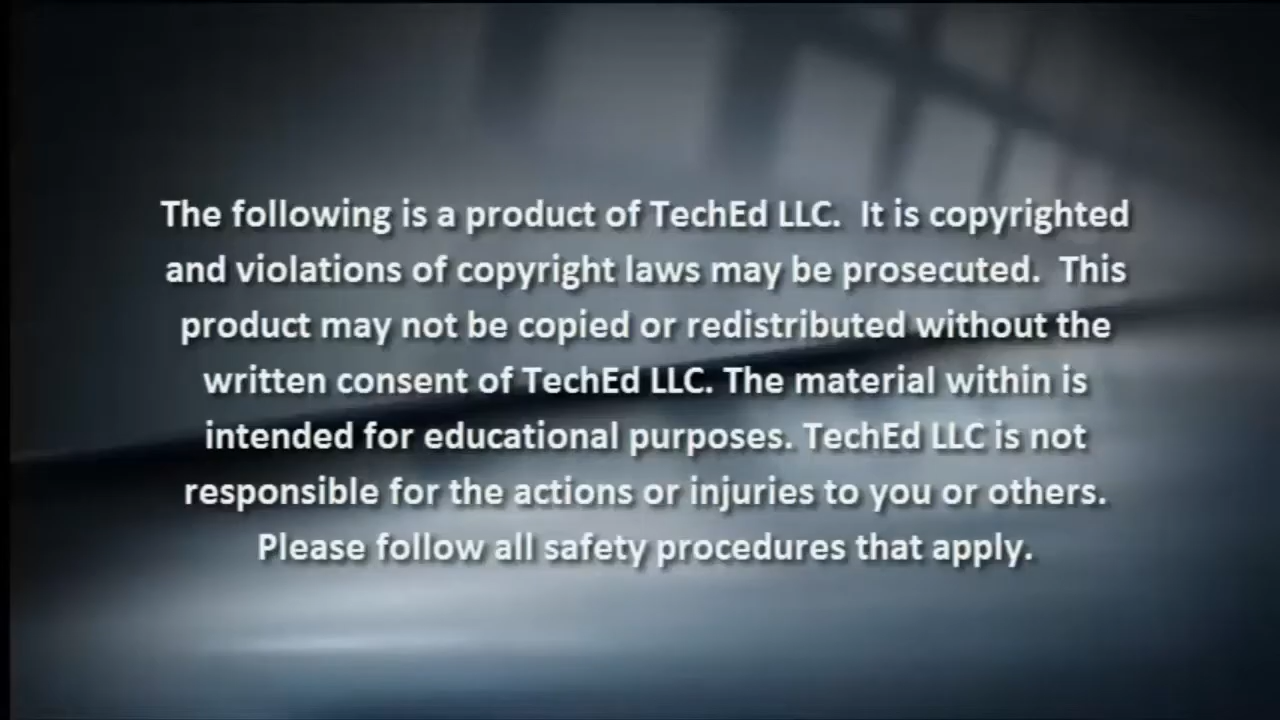 The following is a product of TechEd LLC.  It is copyrighted
and violations of copyright laws may be prosecuted.  This
product may not be copied or redistributed without the
written consent of TechEd LLC. The material within is
intended for educational purposes. TechEd LLC is not
responsible for the actions or injuries to you or others.
Please follow all safety procedures that apply.